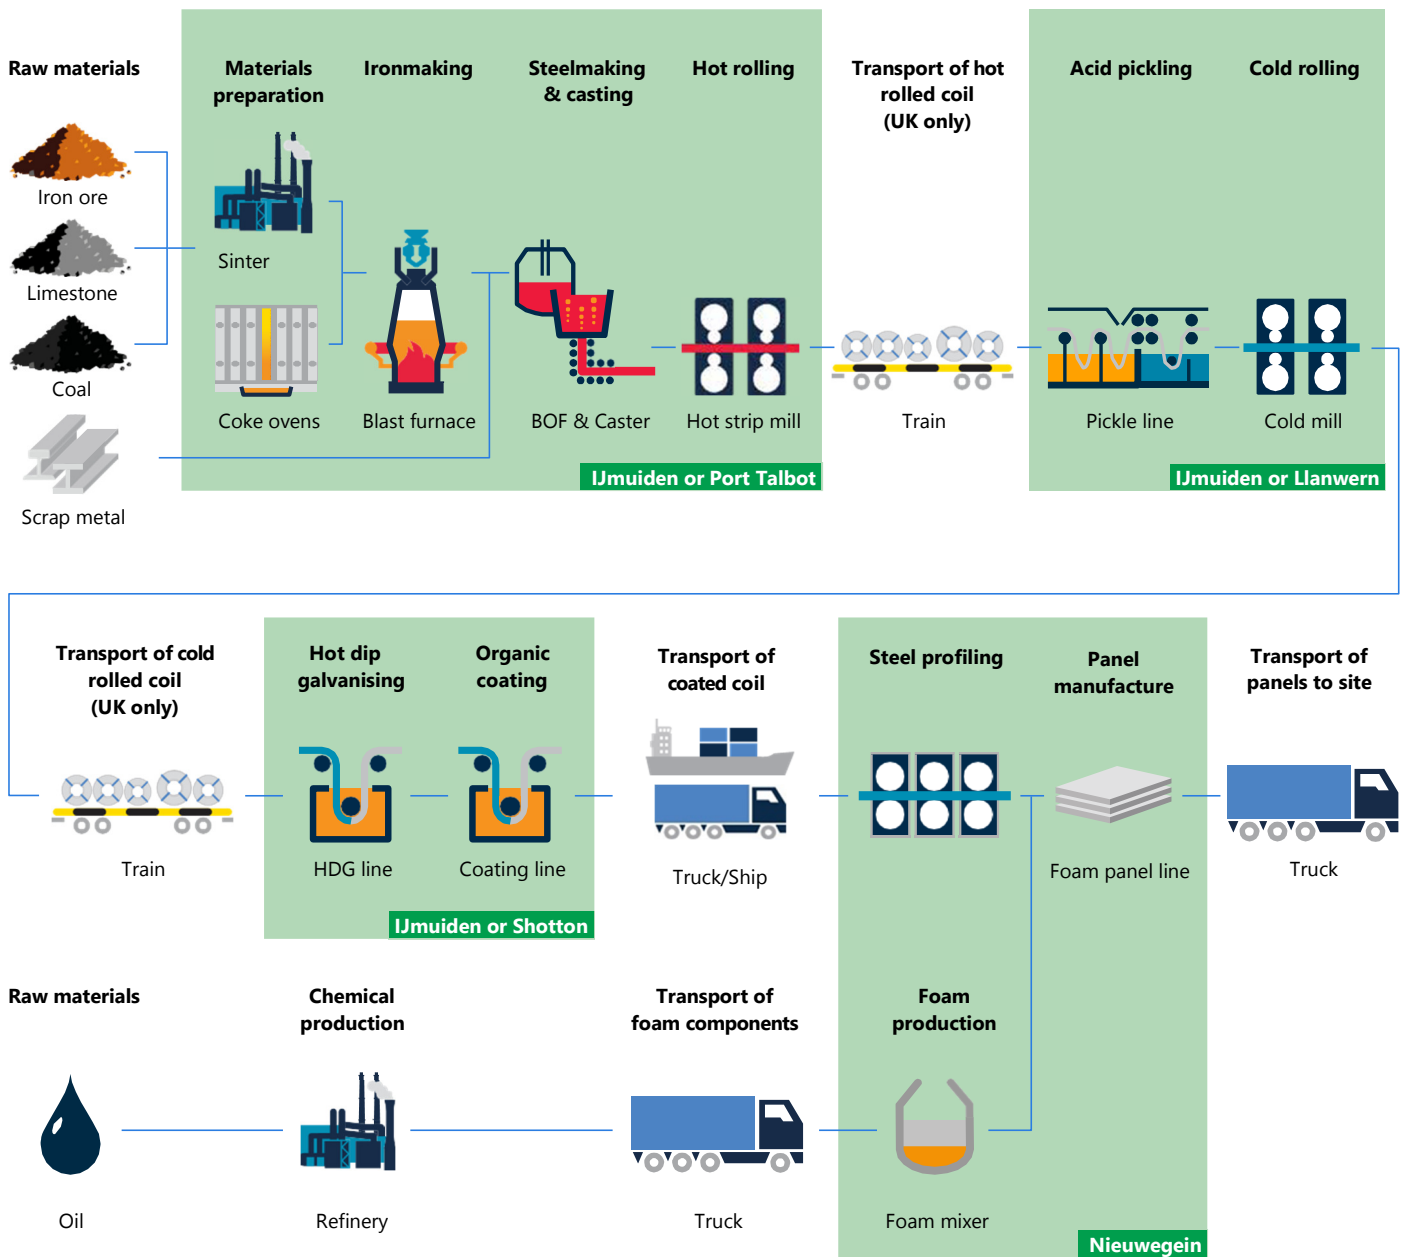 Raw materials
Materials
preparation
Ironmaking
Steelmaking
& casting
Hot rolling
Transport of hot
rolled coil
(UK only)
Acid pickling
Cold rolling
Iron ore
Limestone
Coal
Scrap metal
Sinter
Coke ovens
Blast furnace
BOF & Caster
Hot strip mill
Train
Pickle line
Cold mill
IJmuiden or Port Talbot
IJmuiden or Llanwern
Transport of cold
rolled coil
(UK only)
Hot dip
galvanising
Organic
coating
Transport of
coated coil
Steel profiling
Panel
manufacture
Transport of
panels to site
Train
HDG line
Coating line
Truck/Ship
Foam panel line
Truck
IJmuiden or Shotton
Raw materials
Chemical
production
Transport of
foam components
Foam
production
Oil
Refinery
Truck
Foam mixer
Nieuwegein